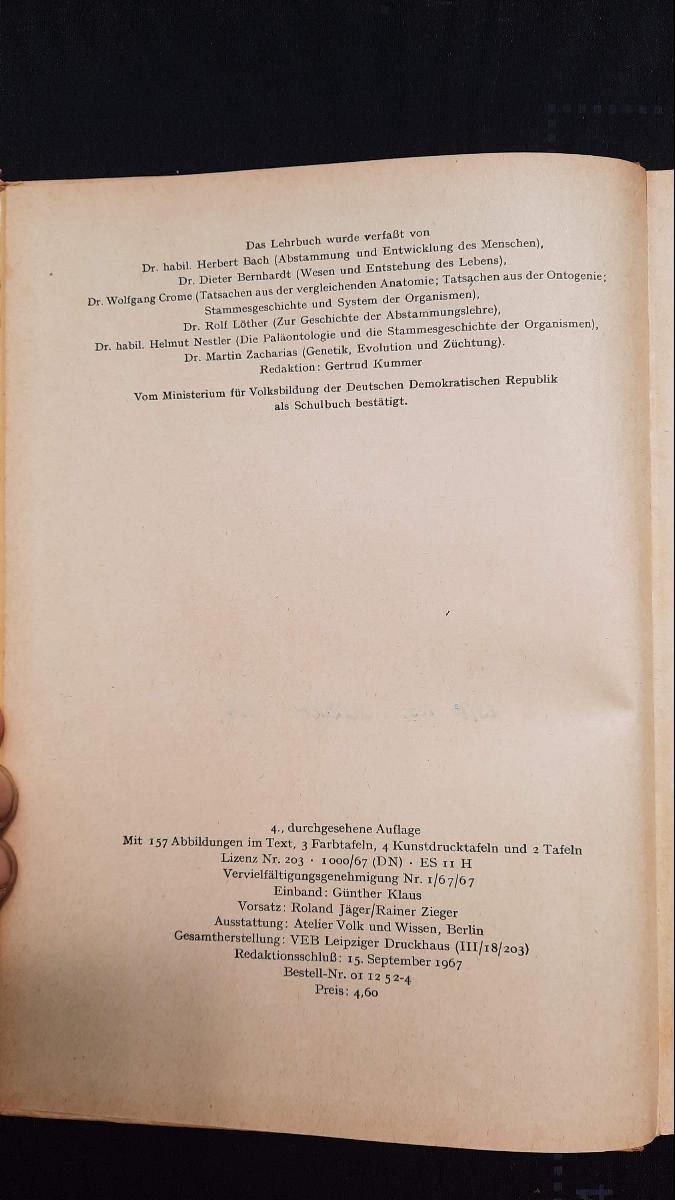 Das Lehrbuch wurde verfaßt von
Dr. habil. Herbert Bach (Abstammung und Entwicklung des Menschen),
Dr. Dieter Bernhardt (Wesen und Entstehung des Lebens),
Dr. Wolfgang Crome (Tatsachen aus der vergleichenden Anatomie; Tatsachen aus der Ontogenie;
Stammesgeschichte und System der Organismen),
Dr. Rolf Löther (Zur Geschichte der Abstammungslehre),
Dr. habil. Helmut Nestler (Die Paläontologie und die Stammesgeschichte der Organismen),
Dr. Martin Zacharias (Genetik, Evolution und Züchtung).
Redaktion: Gertrud Kummer
Vom Ministerium für Volksbildung der Deutschen Demokratischen Republik
als Schulbuch bestätigt.
4., durchgesehene Auflage
Mit 157 Abbildungen im Text, 3 Farbtafeln, 4 Kunstdrucktafeln und 2 Tafeln
Lizenz Nr. 203 · 1000/67 (DN) · ES 11 H
Vervielfältigungsgenehmigung Nr. 1/67/67
Einband: Günther Klaus
Vorsatz: Roland Jäger/Rainer Zieger
Ausstattung: Atelier Volk und Wissen, Berlin
Gesamtherstellung: VEB Leipziger Druckhaus (III/18/203)
Redaktionsschluß: 15. September 1967
Bestell-Nr. 01 12 52-4
Preis: 4,60